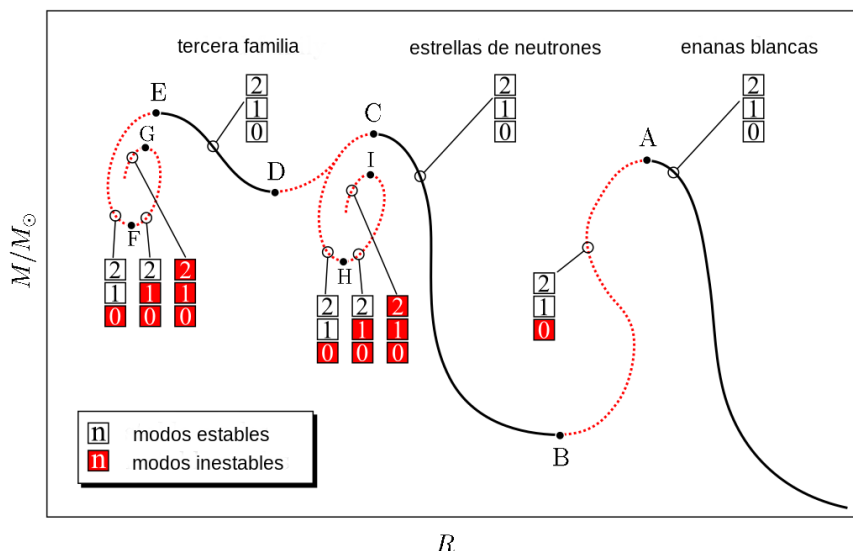 tercera familia
estrellas de neutrones
enanas blancas
2
1
0
2
1
0
2
1
0
E
G
D
F
C
I
H
A
B
2 2 2
1 1 1
0 0 0
2 2 2
1 1 1
0 0 0
2
1
0
M/M☉
n modos estables
n modos inestables
R